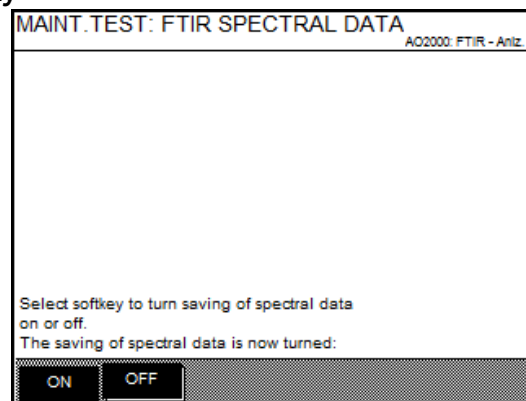 y
MAINT.TEST: FTIR SPECTRAL DATA
AO2000: FTIR - Anlz.
Select softkey to turn saving of spectral data
on or off.
The saving of spectral data is now turned:
ON OFF